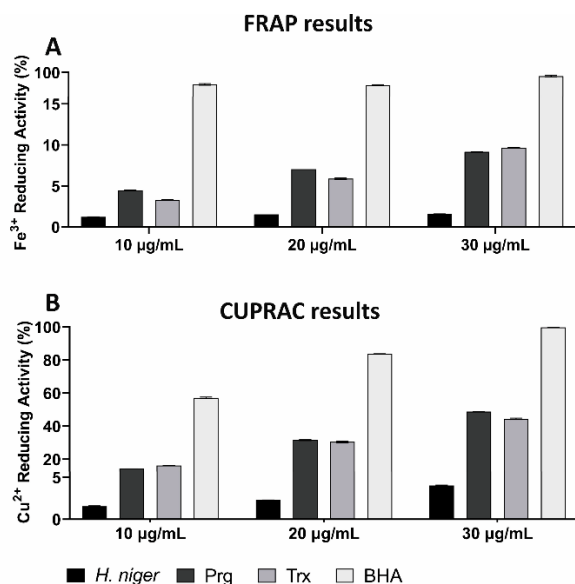 FRAP results
A
Fe³⁺ Reducing Activity (%)
100
15
10
5
0
10 µg/mL 20 µg/mL 30 µg/mL
B
CUPRAC results
Cu²⁺ Reducing Activity (%)
100
80
60
40
20
5
0
10 µg/mL 20 µg/mL 30 µg/mL
H. niger Prg Trx BHA